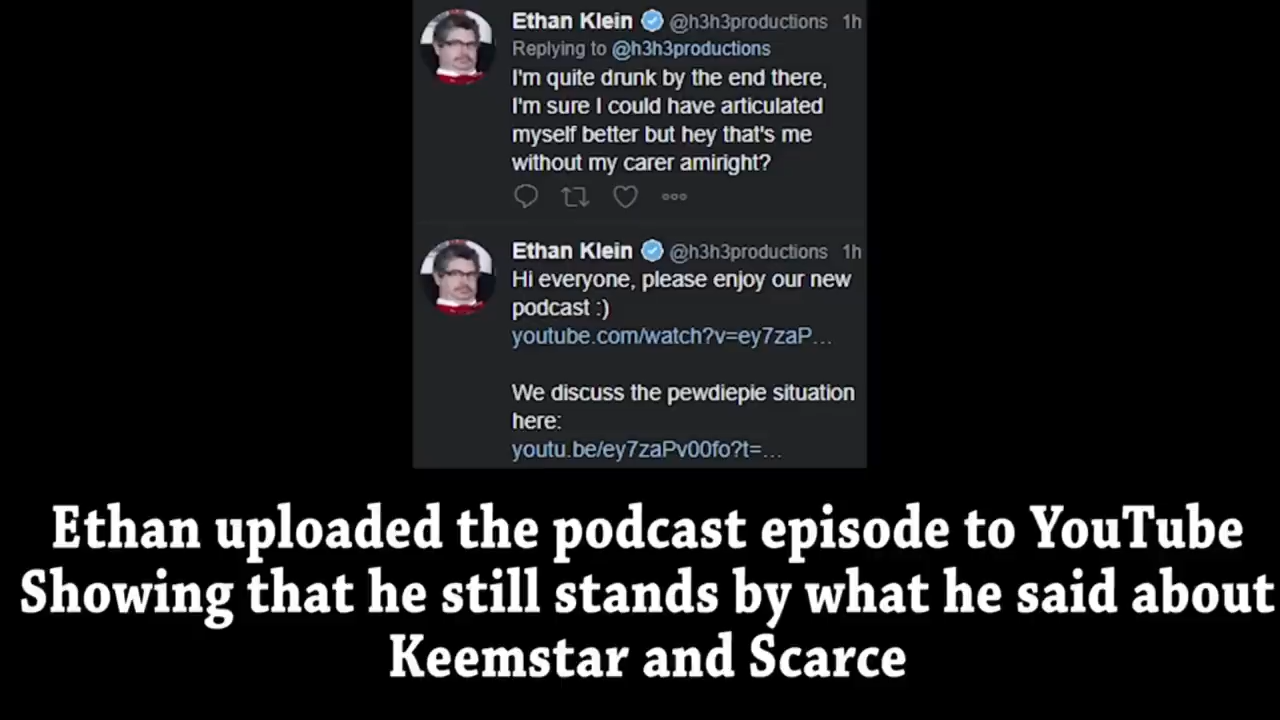 Ethan Klein @h3h3productions 1h
Replying to @h3h3productions
I'm quite drunk by the end there,
I'm sure I could have articulated
myself better but hey that's me
without my carer amiright?
Ethan Klein @h3h3productions 1h
Hi everyone, please enjoy our new
podcast :)
youtube.com/watch?v=ey7zaP...
We discuss the pewdiepie situation
here:
youtu.be/ey7zaPv00fo?t=...
Ethan uploaded the podcast episode to YouTube
Showing that he still stands by what he said about
Keemstar and Scarce